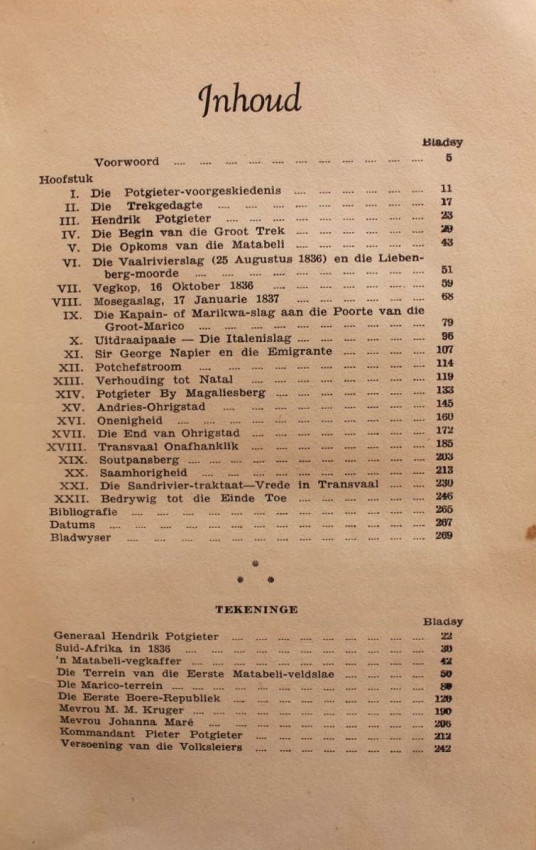 Inhoud
Bladsy
Voorwoord .... .... .... .... .... .... .... .... .... .... .... 5
Hoofstuk
I. Die Potgieter-voorgeskiedenis .... .... .... .... .... .... 11
II. Die Trekgedagte .... .... .... .... .... .... .... .... .... 17
III. Hendrik Potgieter .... .... .... .... .... .... .... .... 23
IV. Die Begin van die Groot Trek .... .... .... .... .... .... 29
V. Die Opkoms van die Matabeli .... .... .... .... .... .... 43
VI. Die Vaalrivierslag (25 Augustus 1836) en die Lieben-
berg-moorde .... .... .... .... .... .... .... .... .... 51
VII. Vegkop, 16 Oktober 1836 .... .... .... .... .... .... .... 59
VIII. Mosegaslag, 17 Januarie 1837 .... .... .... .... .... .... 68
IX. Die Kapain- of Marikwa-slag aan die Poorte van die
Groot-Marico .... .... .... .... .... .... .... .... .... 79
X. Uitdraaipaaie — Die Italenislag .... .... .... .... .... 96
XI. Sir George Napier en die Emigrante .... .... .... .... 107
XII. Potchefstroom .... .... .... .... .... .... .... .... .... 114
XIII. Verhouding tot Natal .... .... .... .... .... .... .... 119
XIV. Potgieter By Magaliesberg .... .... .... .... .... .... 133
XV. Andries-Ohrigstad .... .... .... .... .... .... .... .... 145
XVI. Onenigheid .... .... .... .... .... .... .... .... .... 160
XVII. Die End van Ohrigstad .... .... .... .... .... .... .... 172
XVIII. Transvaal Onafhanklik .... .... .... .... .... .... .... 185
XIX. Soutpansberg .... .... .... .... .... .... .... .... .... 203
XX. Saamhorigheid .... .... .... .... .... .... .... .... .... 213
XXI. Die Sandrivier-traktaat—Vrede in Transvaal .... .... .... 230
XXII. Bedrywig tot die Einde Toe .... .... .... .... .... .... 246
Bibliografie .... .... .... .... .... .... .... .... .... .... .... 265
Datums .... .... .... .... .... .... .... .... .... .... .... .... 267
Bladwyser .... .... .... .... .... .... .... .... .... .... .... 269
TEKENINGE
Bladsy
Generaal Hendrik Potgieter .... .... .... .... .... .... .... .... 22
Suid-Afrika in 1836 .... .... .... .... .... .... .... .... .... 30
'n Matabeli-vegkaffer .... .... .... .... .... .... .... .... .... 42
Die Terrein van die Eerste Matabeli-veldslae .... .... .... .... 50
Die Marico-terrein .... .... .... .... .... .... .... .... .... 80
Die Eerste Boere-Republiek .... .... .... .... .... .... .... .... 120
Mevrou M. M. Kruger .... .... .... .... .... .... .... .... .... 190
Mevrou Johanna Maré .... .... .... .... .... .... .... .... 206
Kommandant Pieter Potgieter .... .... .... .... .... .... .... 212
Versoening van die Volksleiers .... .... .... .... .... .... .... 242